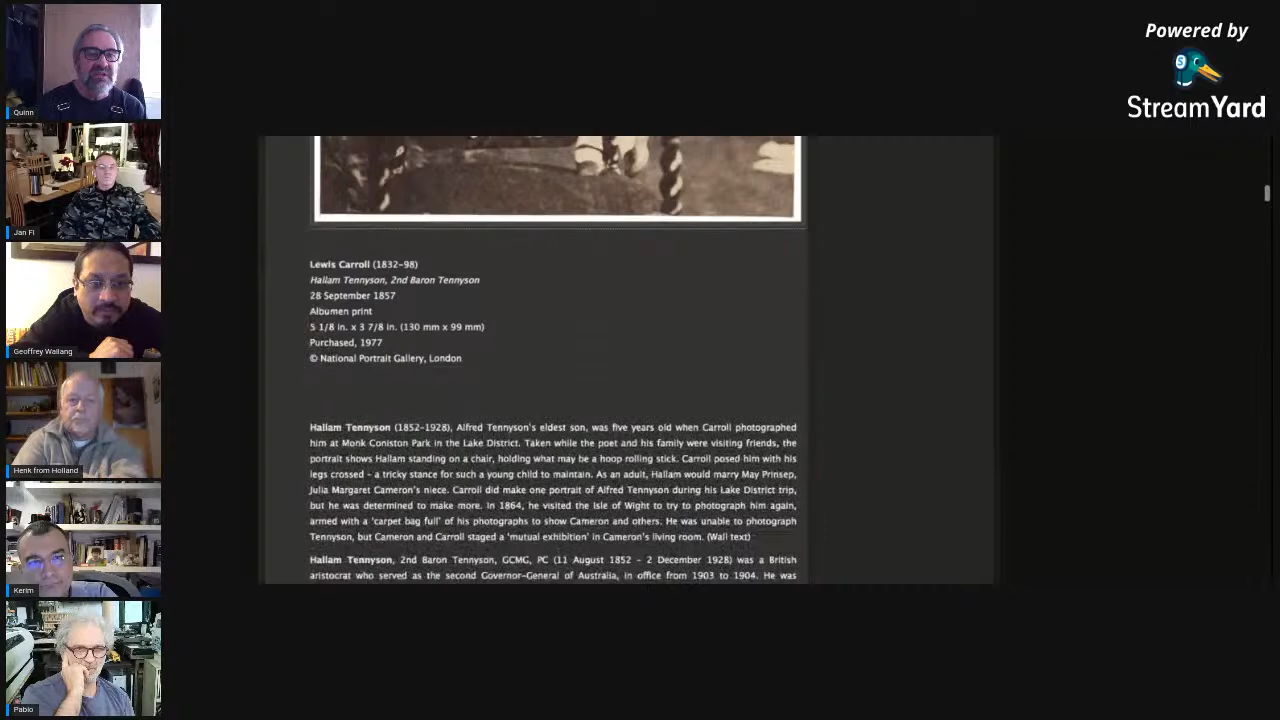 Powered by
StreamYard
Quinn
Jan Fl
Geoffrey Wallang
Henk from Holland
Kerim
Pablo
Lewis Carroll (1832–98)
Hallam Tennyson, 2nd Baron Tennyson
28 September 1857
Albumen print
5 1/8 in. x 3 7/8 in. (130 mm x 99 mm)
Purchased, 1977
© National Portrait Gallery, London
Hallam Tennyson (1852-1928), Alfred Tennyson's eldest son, was five years old when Carroll photographed
him at Monk Coniston Park in the Lake District. Taken while the poet and his family were visiting friends, the
portrait shows Hallam standing on a chair, holding what may be a hoop rolling stick. Carroll posed him with his
legs crossed – a tricky stance for such a young child to maintain. As an adult, Hallam would marry May Prinsep,
Julia Margaret Cameron's niece. Carroll did make one portrait of Alfred Tennyson during his Lake District trip,
but he was determined to make more. In 1864, he visited the Isle of Wight to try to photograph him again,
armed with a 'carpet bag full' of his photographs to show Cameron and others. He was unable to photograph
Tennyson, but Cameron and Carroll staged a 'mutual exhibition' in Cameron's living room. (Wall text)
Hallam Tennyson, 2nd Baron Tennyson, GCMG, PC (11 August 1852 – 2 December 1928) was a British
aristocrat who served as the second Governor-General of Australia, in office from 1903 to 1904. He was